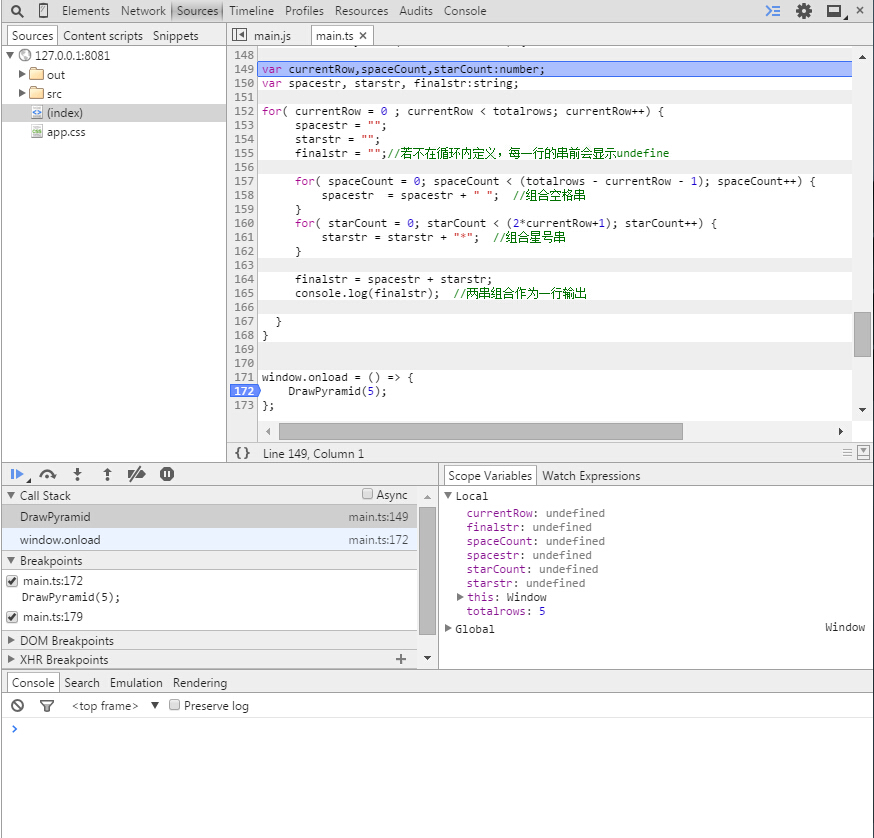 Elements Network Sources Timeline Profiles Resources Audits Console
Sources Content scripts Snippets
main.js main.ts ×
127.0.0.1:8081
out
src
(index)
app.css
148
149 var currentRow,spaceCount,starCount:number;
150 var spacestr, starstr, finalstr:string;
151
152 for( currentRow = 0 ; currentRow < totalrows; currentRow++) {
153 spacestr = "";
154 starstr = "";
155 finalstr = "";//若不在循环内定义，每一行的串前会显示undefine
156
157 for( spaceCount = 0; spaceCount < (totalrows - currentRow - 1); spaceCount++) {
158 spacestr  = spacestr + " ";  //组合空格串
159 }
160 for( starCount = 0; starCount < (2*currentRow+1); starCount++) {
161 starstr = starstr + "*";  //组合星号串
162 }
163
164 finalstr = spacestr + starstr;
165 console.log(finalstr);  //两串组合作为一行输出
166
167 }
168 }
169
170
171 window.onload = () => {
172 DrawPyramid(5);
173 };
{} Line 149, Column 1
Call Stack Async
DrawPyramid main.ts:149
window.onload main.ts:172
Breakpoints
main.ts:172
DrawPyramid(5);
main.ts:179
DOM Breakpoints
XHR Breakpoints +
Scope Variables Watch Expressions
Local
currentRow: undefined
finalstr: undefined
spaceCount: undefined
spacestr: undefined
starCount: undefined
starstr: undefined
this: Window
totalrows: 5
Global Window
Console Search Emulation Rendering
<top frame> ▼ Preserve log
>